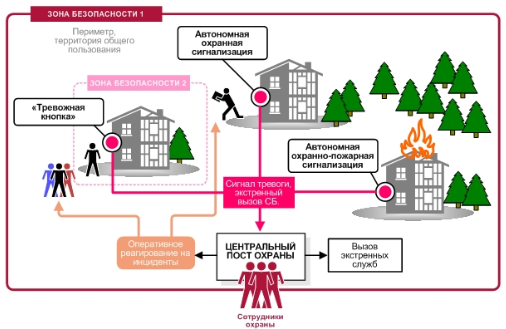 ЗОНА БЕЗОПАСНОСТИ 1
Периметр,
территория общего
пользования
Автономная
охранная
сигнализация
ЗОНА БЕЗОПАСНОСТИ 2
«Тревожная
кнопка»
Автономная
охранно-пожарная
сигнализация
Сигнал тревоги,
экстренный
вызов СБ.
Оперативное
реагирование на
инциденты
ЦЕНТРАЛЬНЫЙ
ПОСТ ОХРАНЫ
Вызов
экстренных
служб
Сотрудники
охраны